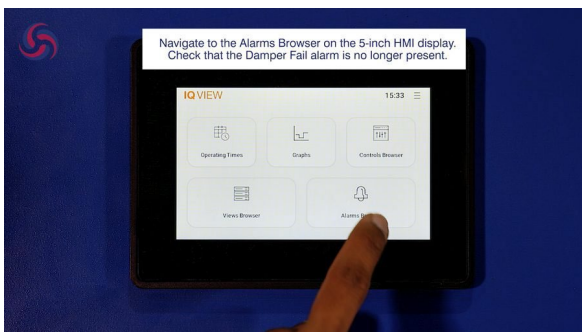 Navigate to the Alarms Browser on the 5-inch HMI display.
Check that the Damper Fail alarm is no longer present.
IQ VIEW 15:33
Operating Times Graphs Controls Browser
Views Browser Alarms